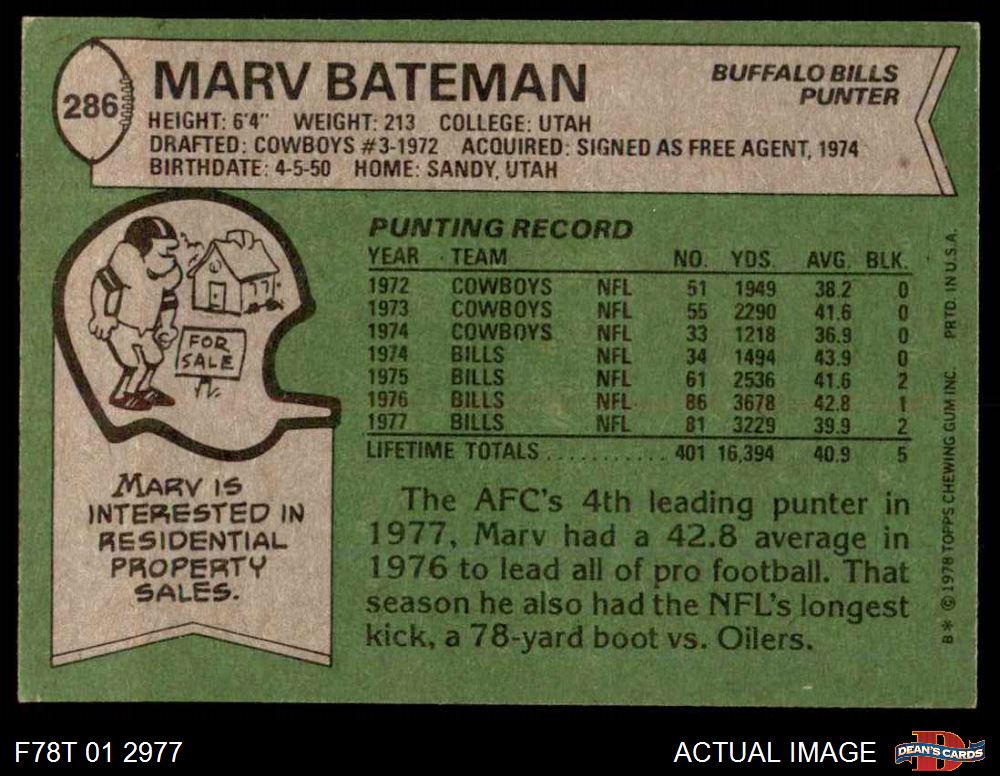 286
MARV BATEMAN
BUFFALO BILLS
PUNTER
HEIGHT: 6'4" WEIGHT: 213 COLLEGE: UTAH
DRAFTED: COWBOYS #3-1972 ACQUIRED: SIGNED AS FREE AGENT, 1974
BIRTHDATE: 4-5-50 HOME: SANDY, UTAH
FOR
SALE
MARV IS
INTERESTED IN
RESIDENTIAL
PROPERTY
SALES.
PUNTING RECORD
YEAR TEAM NO. YDS. AVG. BLK.
1972 COWBOYS NFL 51 1949 38.2 0
1973 COWBOYS NFL 55 2290 41.6 0
1974 COWBOYS NFL 33 1218 36.9 0
1974 BILLS NFL 34 1494 43.9 0
1975 BILLS NFL 61 2536 41.6 2
1976 BILLS NFL 86 3678 42.8 1
1977 BILLS NFL 81 3229 39.9 2
LIFETIME TOTALS ........... 401 16,394 40.9 5
The AFC's 4th leading punter in
1977, Marv had a 42.8 average in
1976 to lead all of pro football. That
season he also had the NFL's longest
kick, a 78-yard boot vs. Oilers.
B* © 1978 TOPPS CHEWING GUM INC. PRTD. IN U.S.A.
F78T 01 2977
ACTUAL IMAGE
D
DEAN'S CARDS